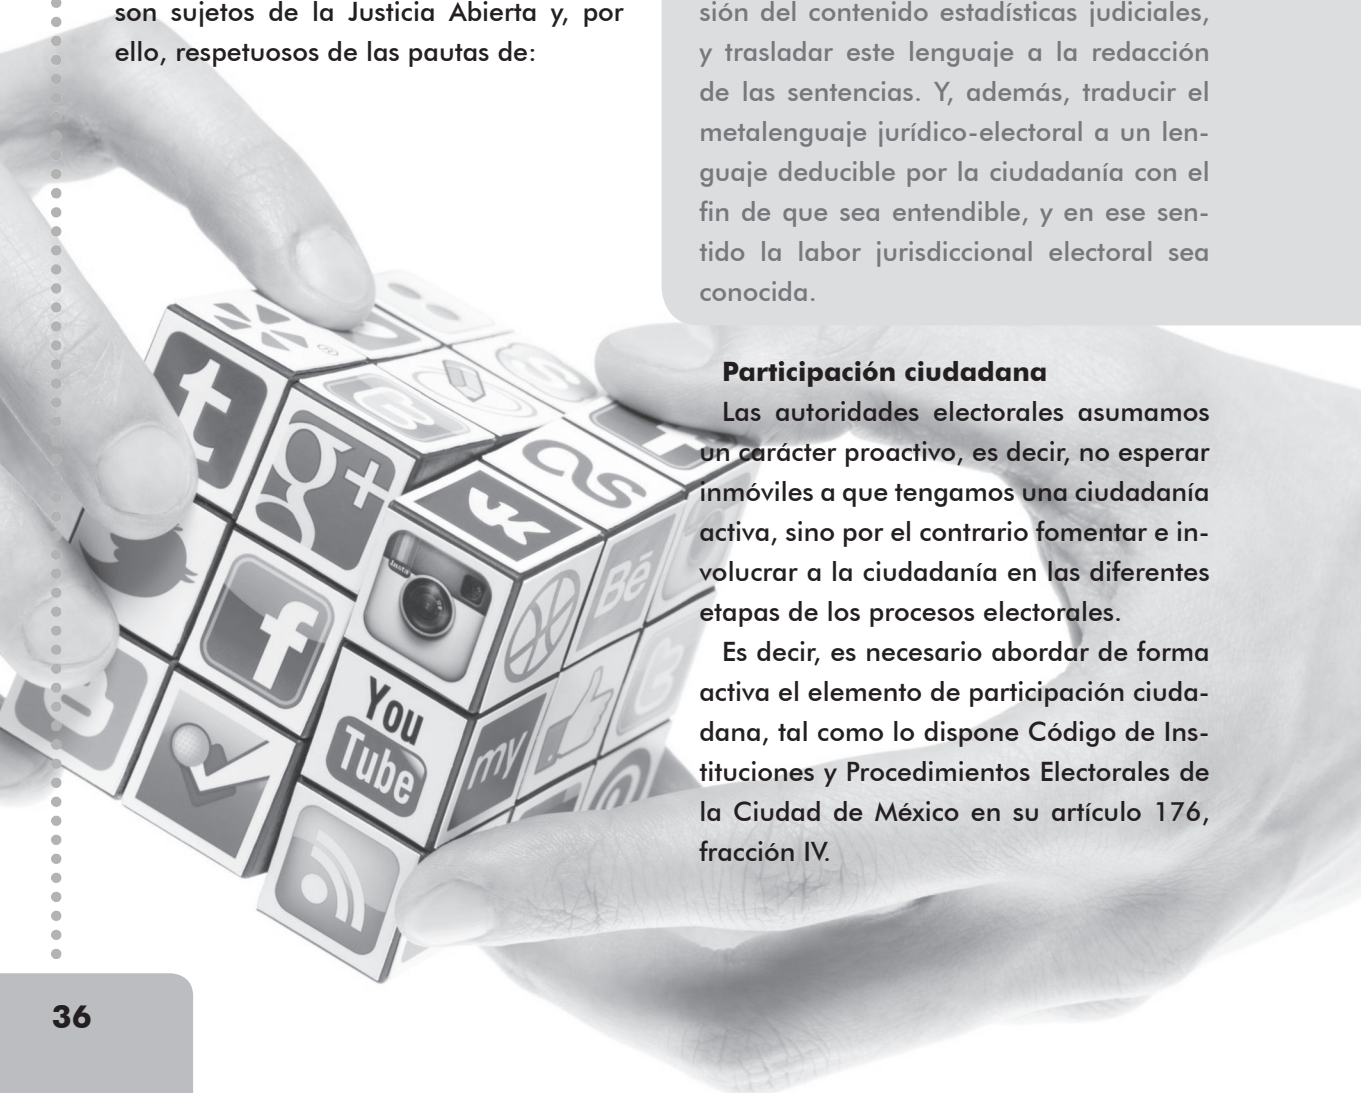 son sujetos de la Justicia Abierta y, por
ello, respetuosos de las pautas de:
sión del contenido estadísticas judiciales,
y trasladar este lenguaje a la redacción
de las sentencias. Y, además, traducir el
metalenguaje jurídico-electoral a un len-
guaje deducible por la ciudadanía con el
fin de que sea entendible, y en ese sen-
tido la labor jurisdiccional electoral sea
conocida.
Participación ciudadana
Las autoridades electorales asumamos
un carácter proactivo, es decir, no esperar
inmóviles a que tengamos una ciudadanía
activa, sino por el contrario fomentar e in-
volucrar a la ciudadanía en las diferentes
etapas de los procesos electorales.
Es decir, es necesario abordar de forma
activa el elemento de participación ciuda-
dana, tal como lo dispone Código de Ins-
tituciones y Procedimientos Electorales de
la Ciudad de México en su artículo 176,
fracción IV.
t
g+
f
Insta
Bé
You
Tube
my
t
36